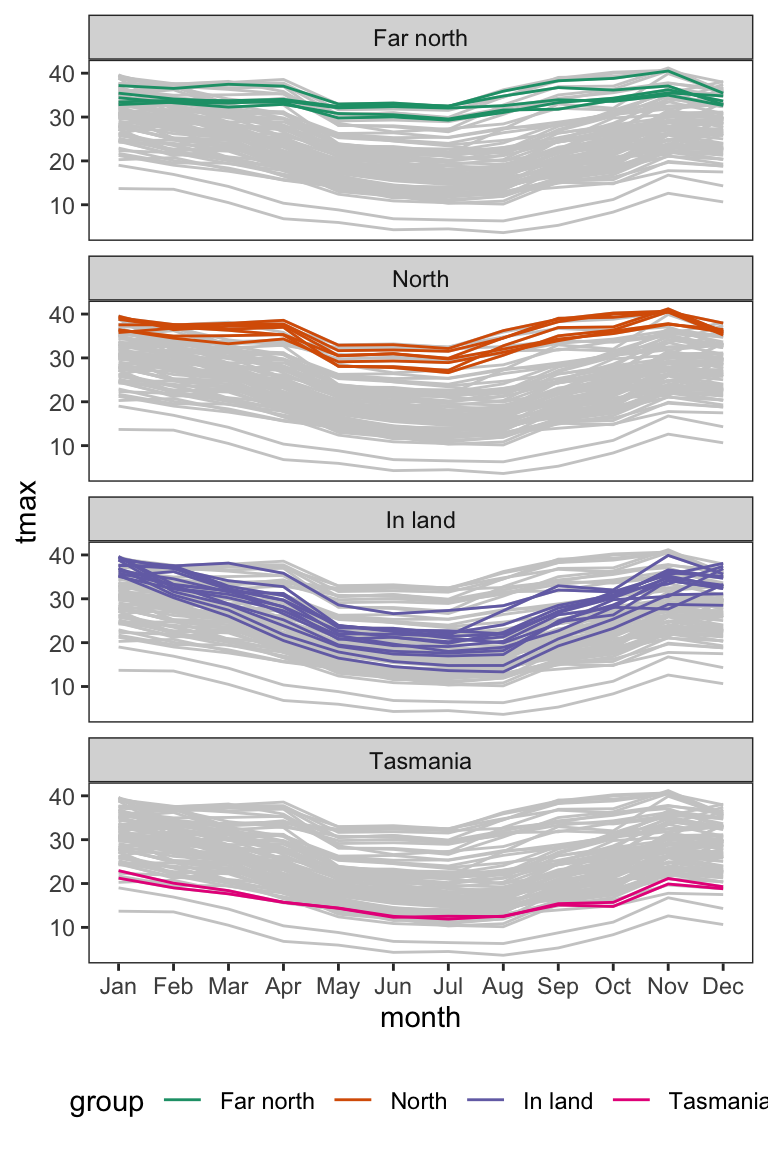 Far north
40
30
20
10
North
40
30
20
10
In land
40
30
20
10
Tasmania
40
30
20
10
tmax
Jan Feb Mar Apr May Jun Jul Aug Sep Oct Nov Dec
month
group Far north North In land Tasmania